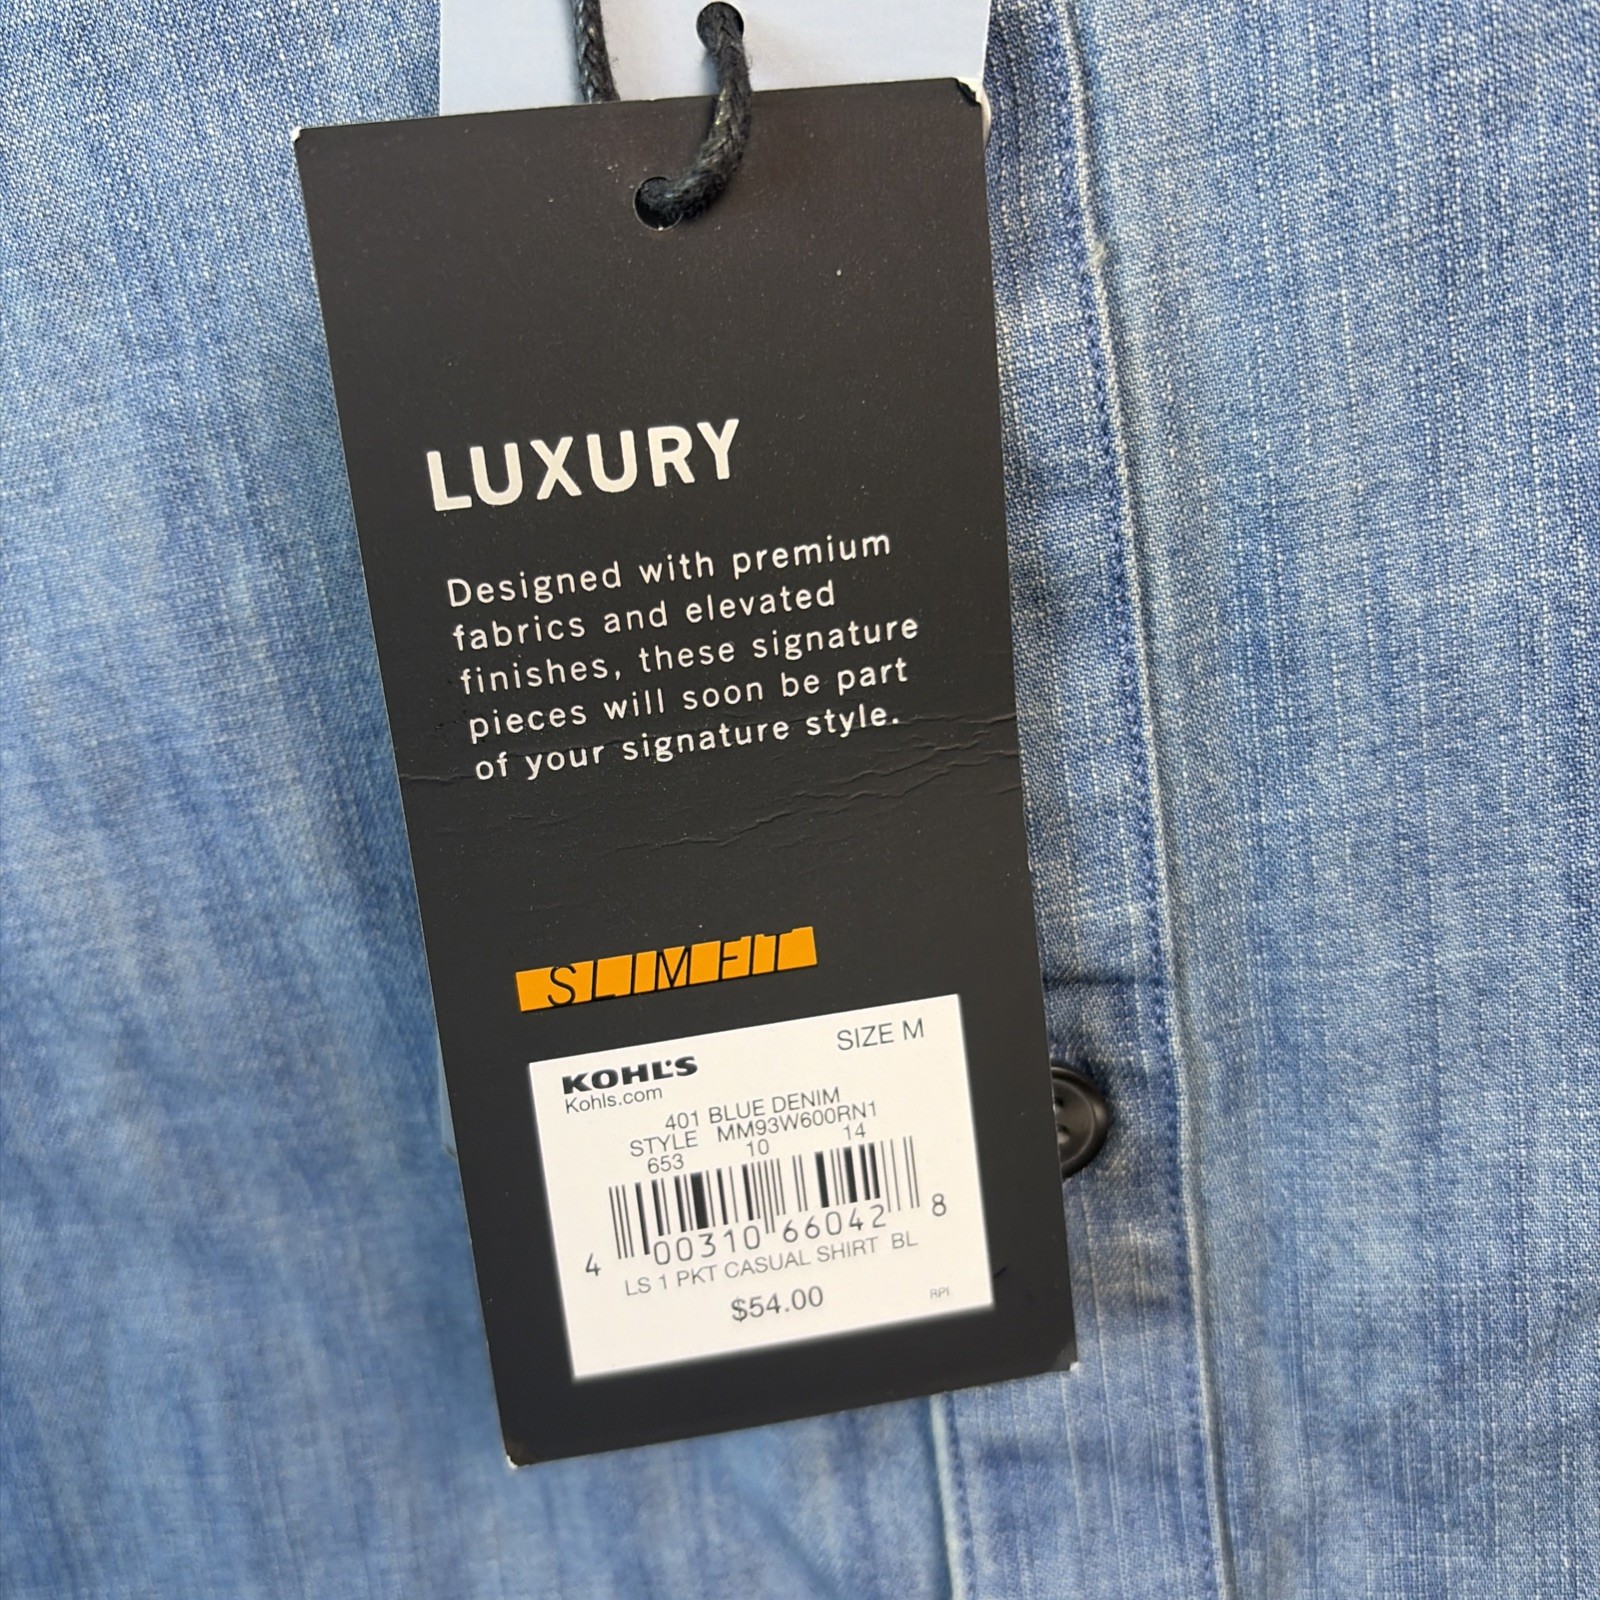 LUXURY
Designed with premium
fabrics and elevated
finishes, these signature
pieces will soon be part
of your signature style.
SLIM FIT
SIZE M
KOHL'S
Kohls.com
401 BLUE DENIM
STYLE MM93W600RN1
653 10 14
4 00310 66042 8
LS 1 PKT CASUAL SHIRT BL
$54.00
RPI